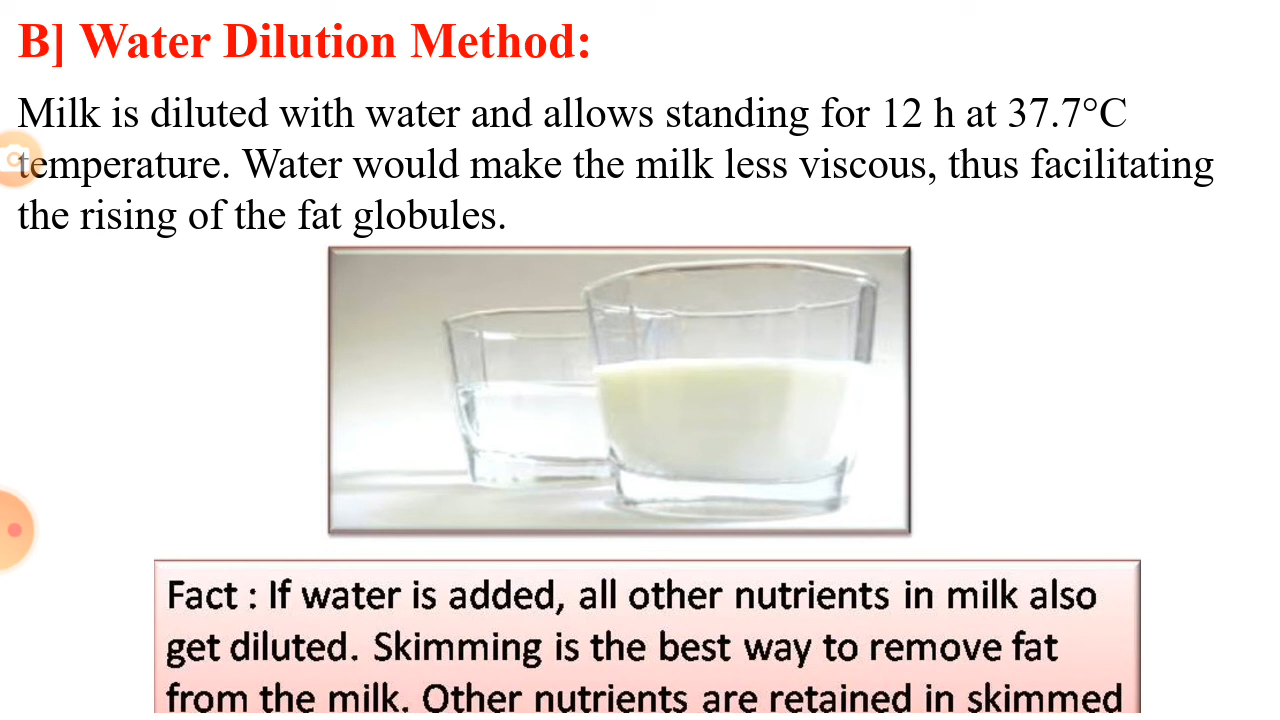 B] Water Dilution Method:
Milk is diluted with water and allows standing for 12 h at 37.7°C
temperature. Water would make the milk less viscous, thus facilitating
the rising of the fat globules.
Fact : If water is added, all other nutrients in milk also
get diluted. Skimming is the best way to remove fat
from the milk. Other nutrients are retained in skimmed